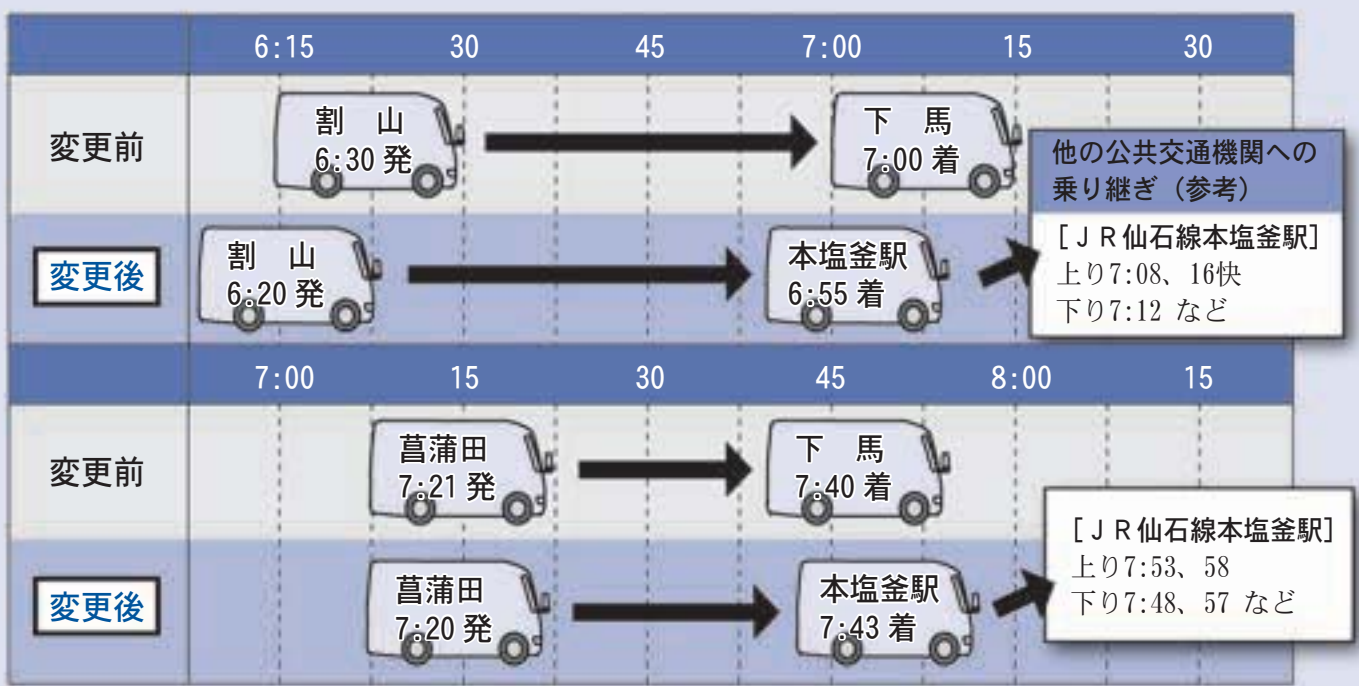 6:15 30 45 7:00 15 30
変更前
割 山
6:30 発
下 馬
7:00 着
他の公共交通機関への
乗り継ぎ（参考）
変更後
割 山
6:20 発
本塩釜駅
6:55 着
［ＪＲ仙石線本塩釜駅］
上り7:08、16快
下り7:12 など
7:00 15 30 45 8:00 15
変更前
菖蒲田
7:21 発
下 馬
7:40 着
変更後
菖蒲田
7:20 発
本塩釜駅
7:43 着
［ＪＲ仙石線本塩釜駅］
上り7:53、58
下り7:48、57 など